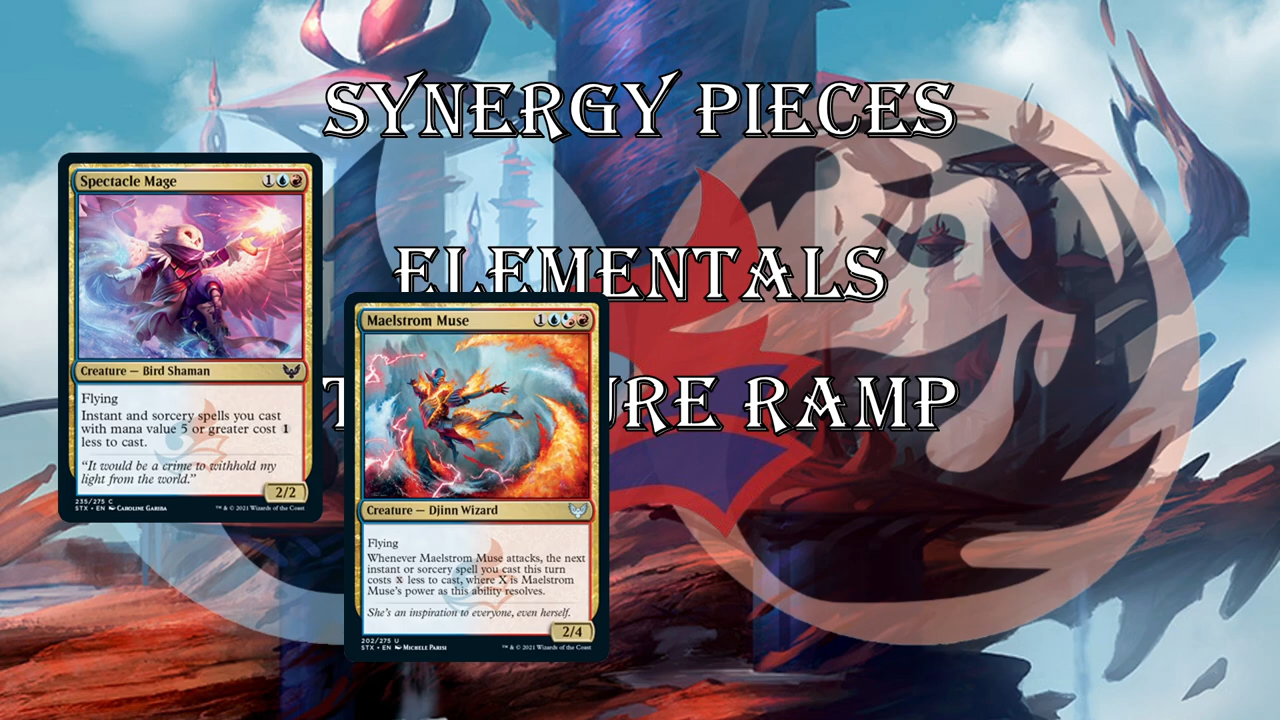 SYNERGY PIECES
ELEMENTALS
RAMP
Spectacle Mage 1
Creature — Bird Shaman
Flying
Instant and sorcery spells you cast
with mana value 5 or greater cost 1
less to cast.
“It would be a crime to withhold my
light from the world.”
2/2
235/275 C
STX • EN CAROLINE GARIBA
™ & © 2021 Wizards of the Coast
Maelstrom Muse 1
Creature — Djinn Wizard
Flying
Whenever Maelstrom Muse attacks, the next
instant or sorcery spell you cast this turn
costs X less to cast, where X is Maelstrom
Muse’s power as this ability resolves.
She’s an inspiration to everyone, even herself.
2/4
202/275 U
STX • EN MICHELE PARISI
™ & © 2021 Wizards of the Coast